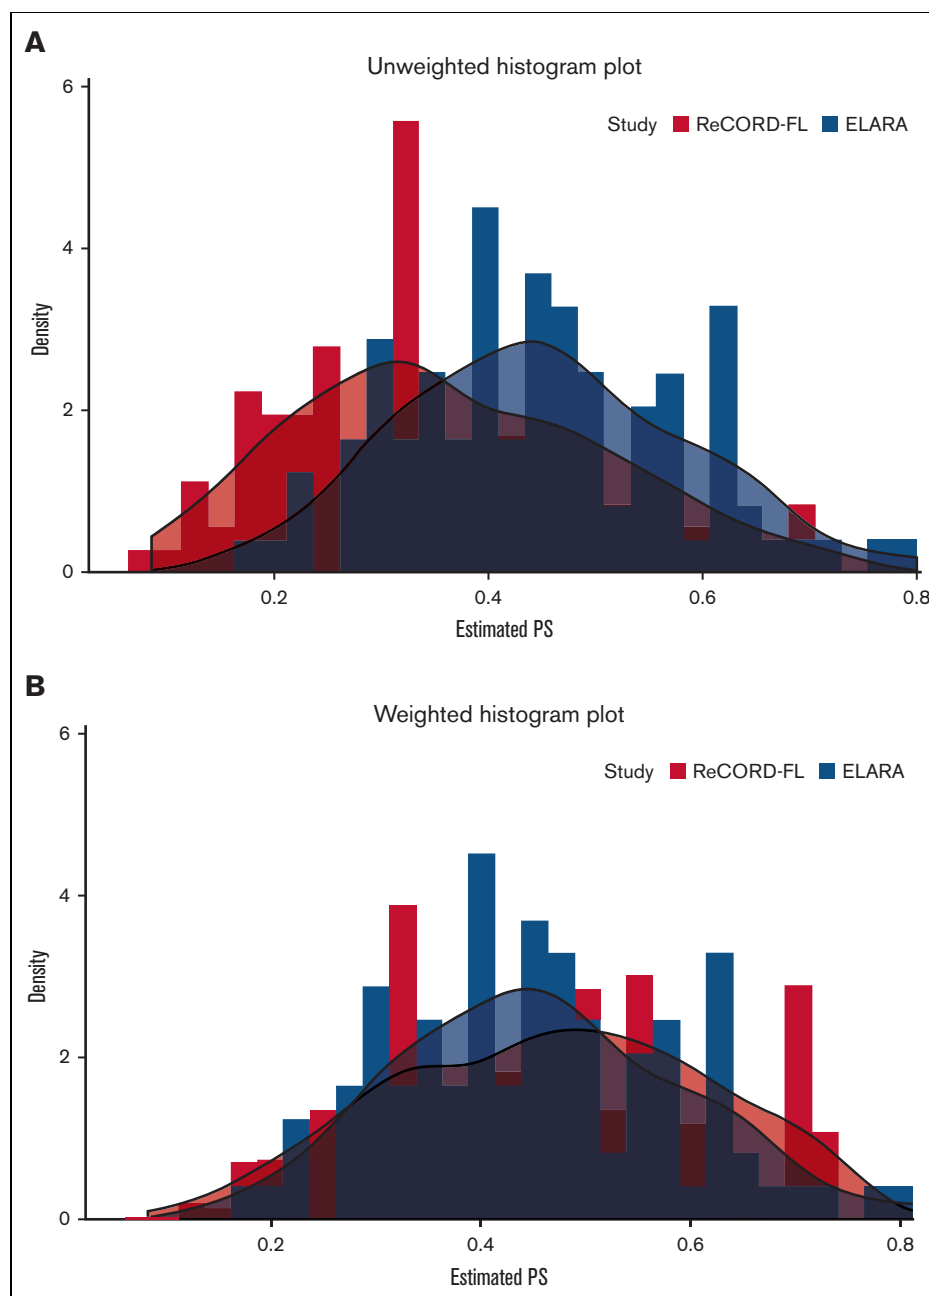 A
Unweighted histogram plot
Study ReCORD-FL ELARA
6
4
2
0
Density
0.2 0.4 0.6 0.8
Estimated PS
B
Weighted histogram plot
Study ReCORD-FL ELARA
6
4
2
0
Density
0.2 0.4 0.6 0.8
Estimated PS